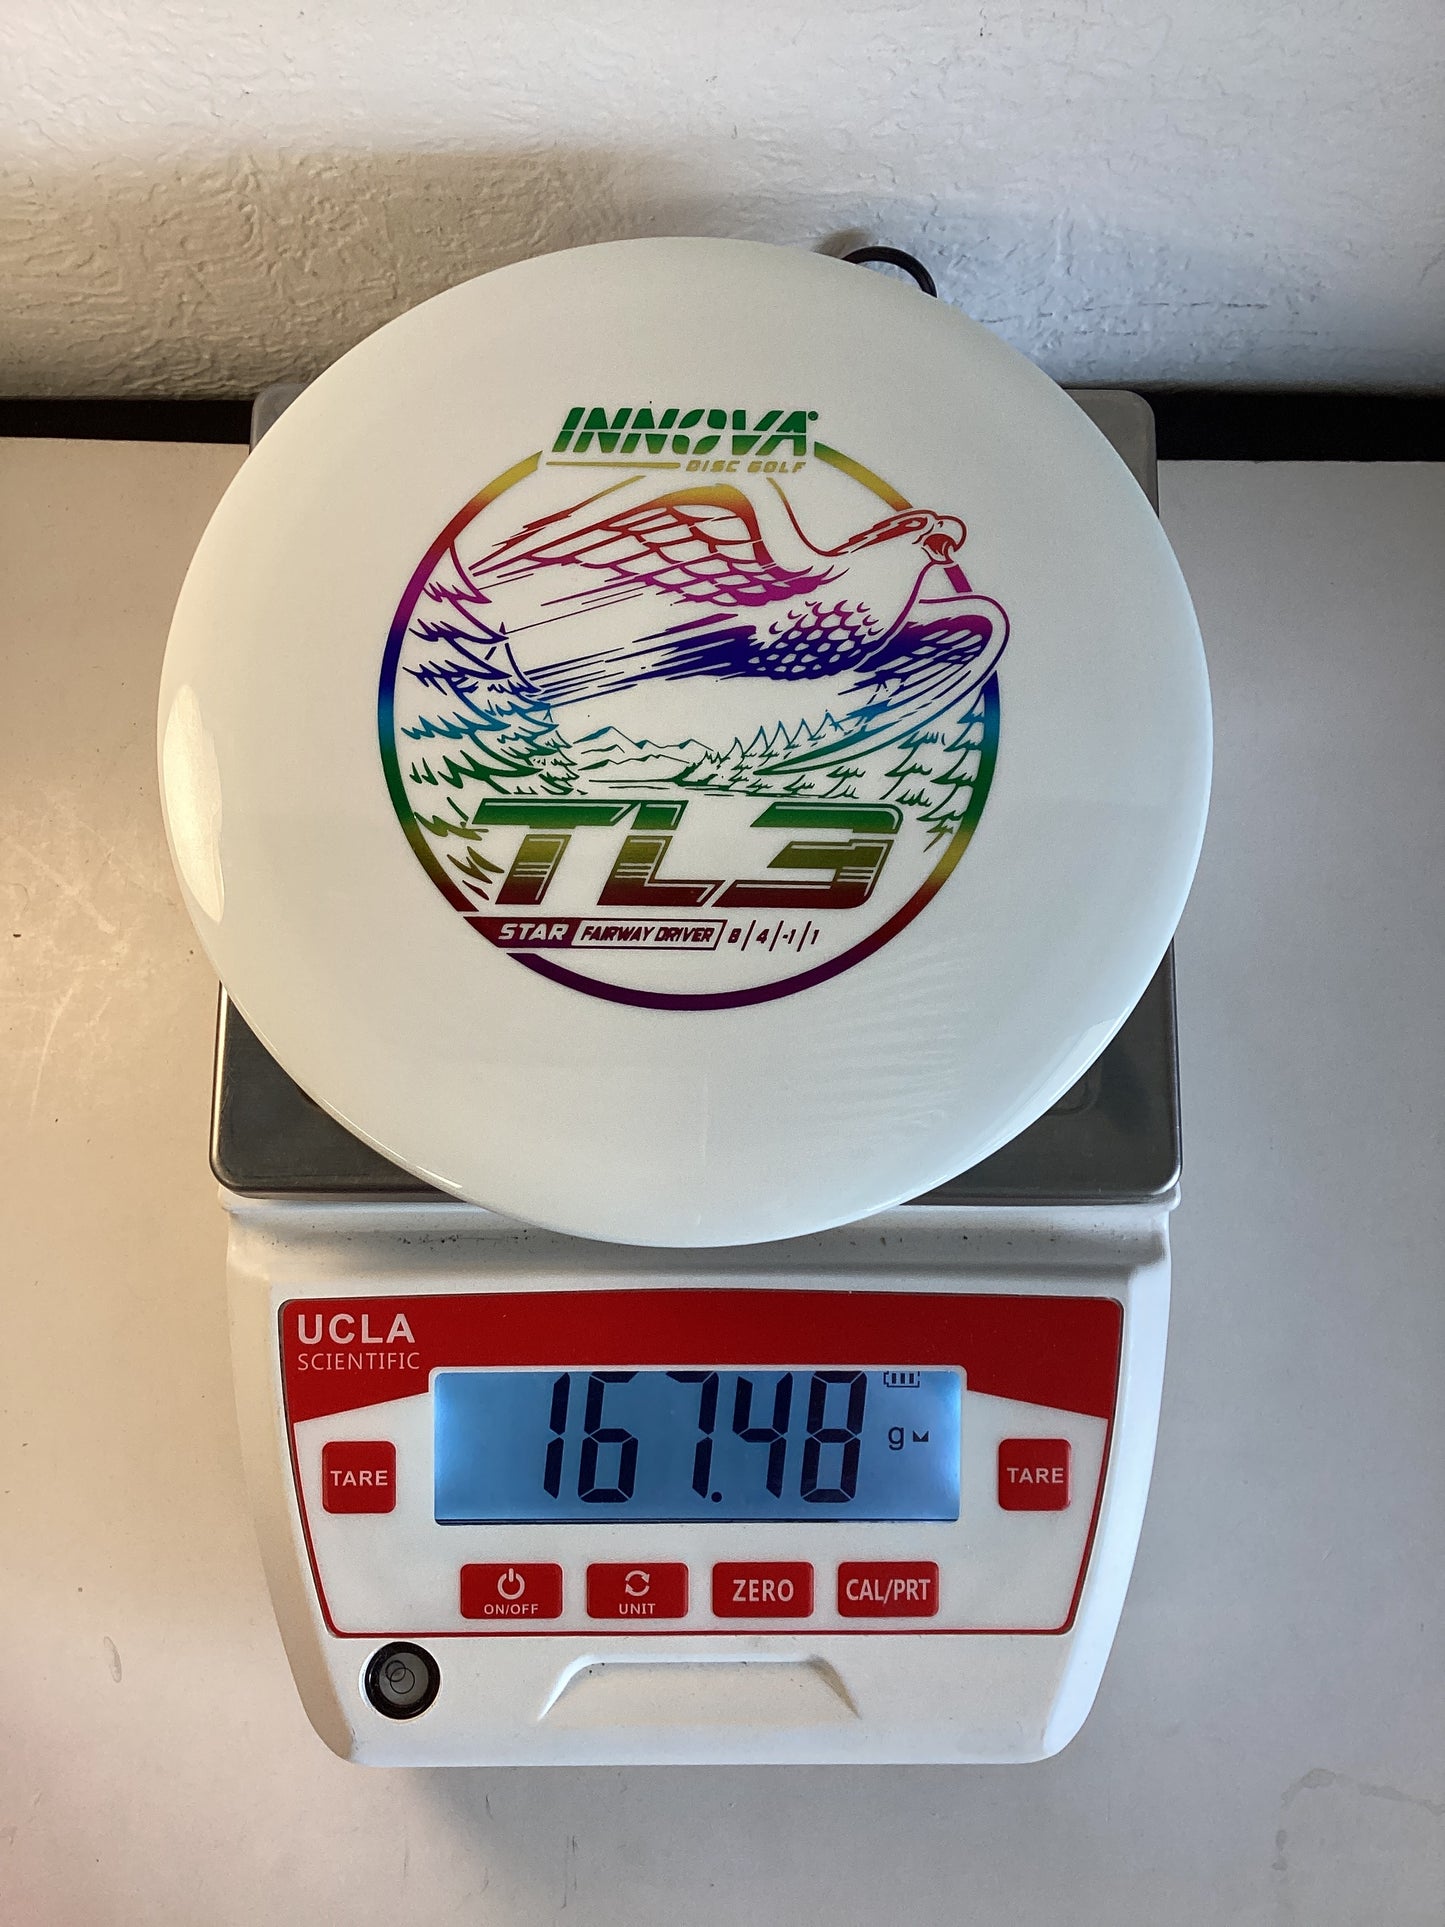 INNOVA®
DISC GOLF
TL3
STAR FAIRWAY DRIVER 8 | 4 | -1 | 1
UCLA
SCIENTIFIC
167.48 g
TARE
TARE
ON/OFF
UNIT
ZERO
CAL/PRT